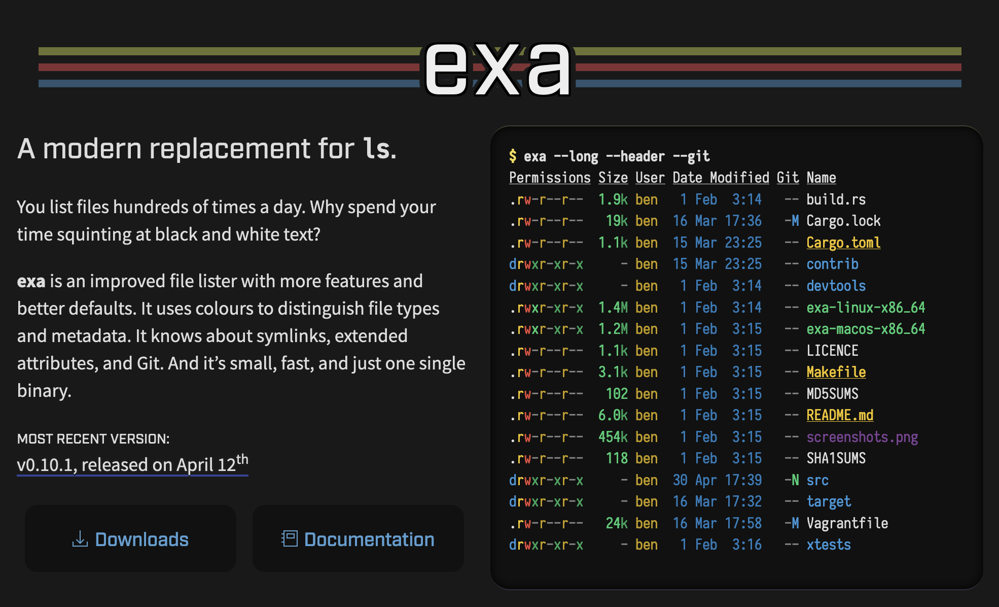 exa
A modern replacement for ls.
You list files hundreds of times a day. Why spend your
time squinting at black and white text?
exa is an improved file lister with more features and
better defaults. It uses colours to distinguish file types
and metadata. It knows about symlinks, extended
attributes, and Git. And it’s small, fast, and just one single
binary.
MOST RECENT VERSION:
v0.10.1, released on April 12th
Downloads
Documentation
$ exa --long --header --git
Permissions Size User Date Modified Git Name
.rw-r--r-- 1.9k ben 1 Feb 3:14 -- build.rs
.rw-r--r-- 19k ben 16 Mar 17:36 -M Cargo.lock
.rw-r--r-- 1.1k ben 15 Mar 23:25 -- Cargo.toml
drwxr-xr-x - ben 15 Mar 23:25 -- contrib
drwxr-xr-x - ben 1 Feb 3:14 -- devtools
.rwxr-xr-x 1.4M ben 1 Feb 3:14 -- exa-linux-x86_64
.rwxr-xr-x 1.2M ben 1 Feb 3:15 -- exa-macos-x86_64
.rw-r--r-- 1.1k ben 1 Feb 3:15 -- LICENCE
.rw-r--r-- 3.1k ben 1 Feb 3:15 -- Makefile
.rw-r--r-- 102 ben 1 Feb 3:15 -- MD5SUMS
.rw-r--r-- 6.0k ben 1 Feb 3:15 -- README.md
.rw-r--r-- 454k ben 1 Feb 3:15 -- screenshots.png
.rw-r--r-- 118 ben 1 Feb 3:15 -- SHA1SUMS
drwxr-xr-x - ben 30 Apr 17:39 -N src
drwxr-xr-x - ben 16 Mar 17:32 -- target
.rw-r--r-- 24k ben 16 Mar 17:58 -M Vagrantfile
drwxr-xr-x - ben 1 Feb 3:16 -- xtests